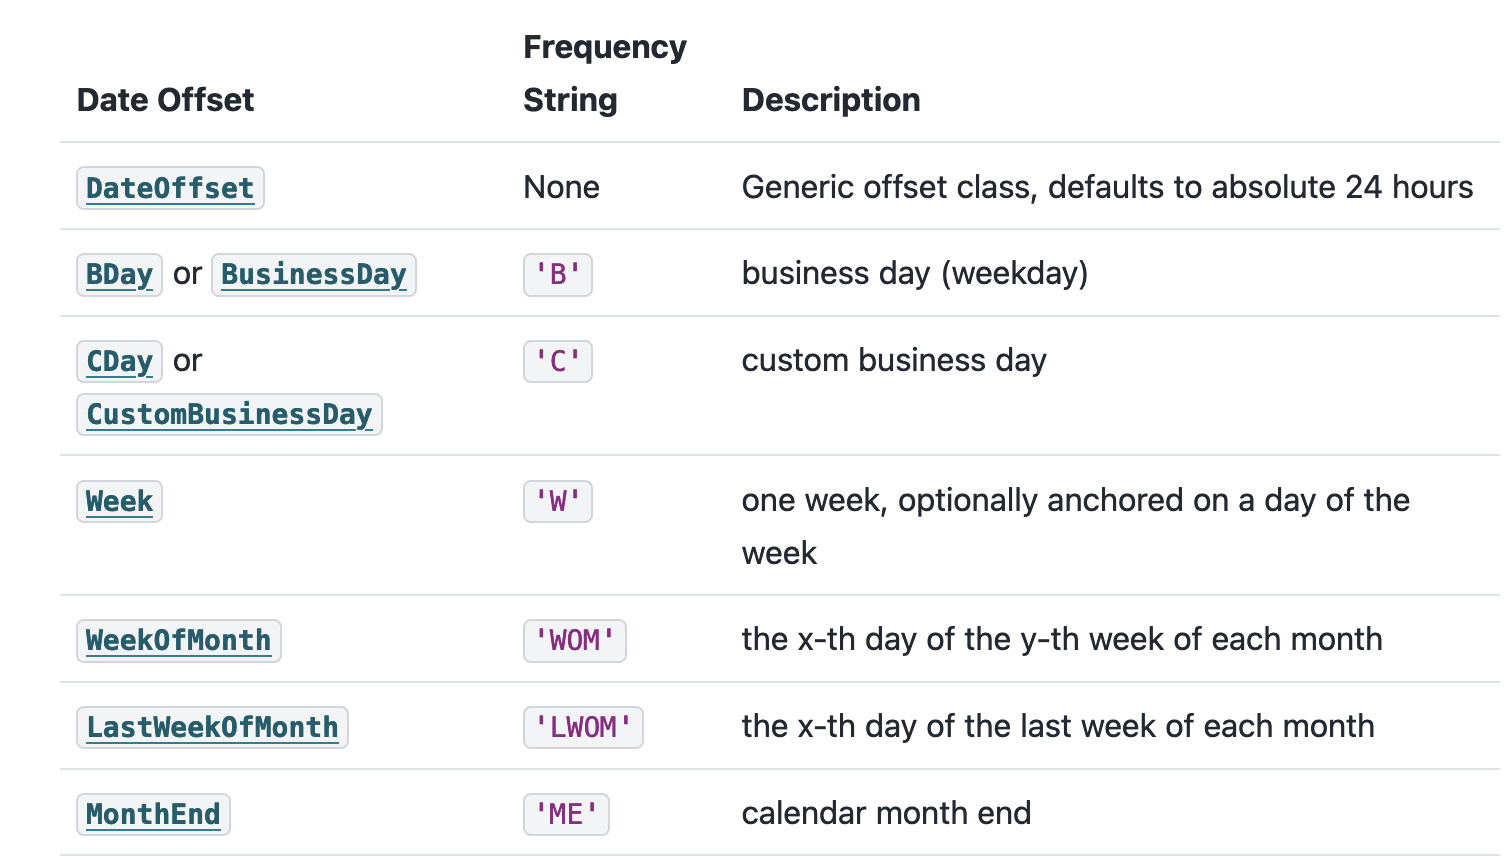 Frequency
Date Offset String Description
DateOffset None Generic offset class, defaults to absolute 24 hours
BDay or BusinessDay 'B' business day (weekday)
CDay or 'C' custom business day
CustomBusinessDay
Week 'W' one week, optionally anchored on a day of the
week
WeekOfMonth 'WOM' the x-th day of the y-th week of each month
LastWeekOfMonth 'LWOM' the x-th day of the last week of each month
MonthEnd 'ME' calendar month end